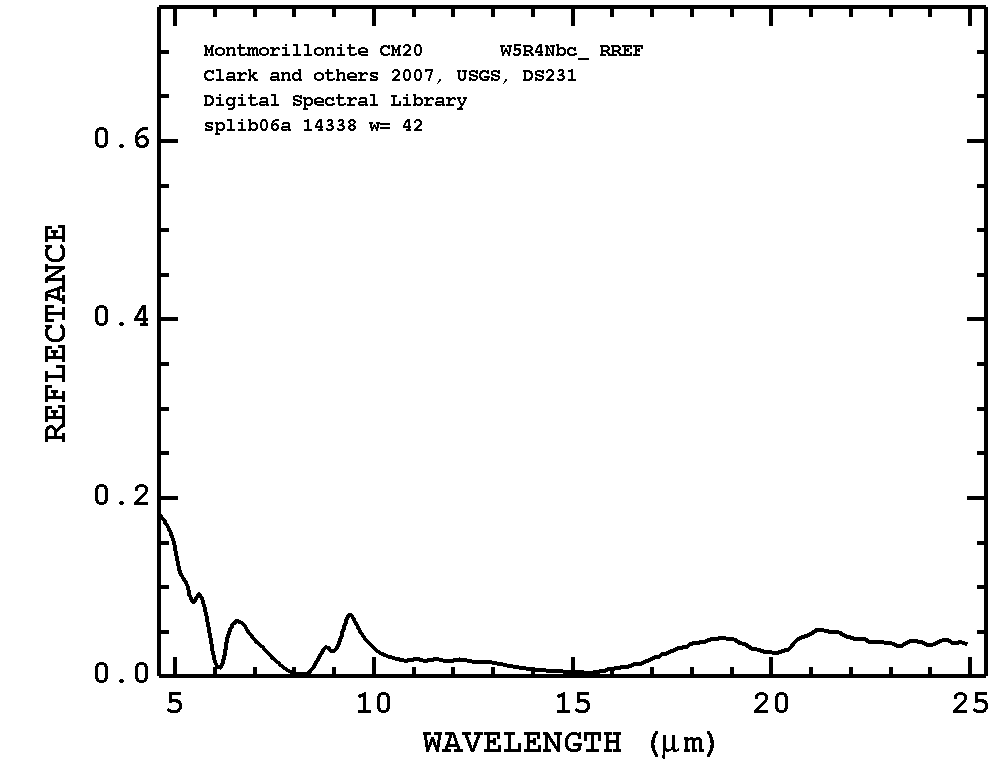 Montmorillonite CM20 W5R4Nbc_ RREF
Clark and others 2007, USGS, DS231
Digital Spectral Library
splib06a 14338 w= 42
REFLECTANCE
0.6
0.4
0.2
0.0
5 10 15 20 25
WAVELENGTH (µm)